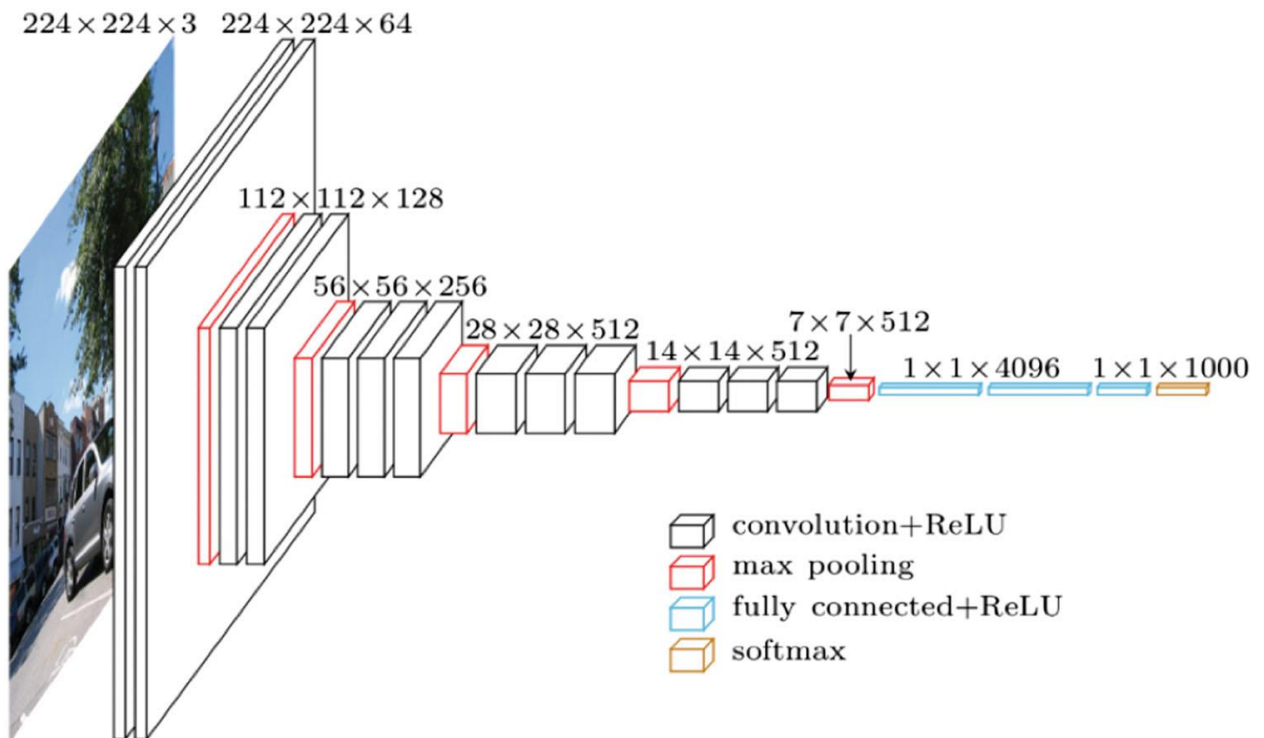 224×224×3
224×224×64
112×112×128
56×56×256
28×28×512
14×14×512
7×7×512
1×1×4096
1×1×1000
convolution+ReLU
max pooling
fully connected+ReLU
softmax